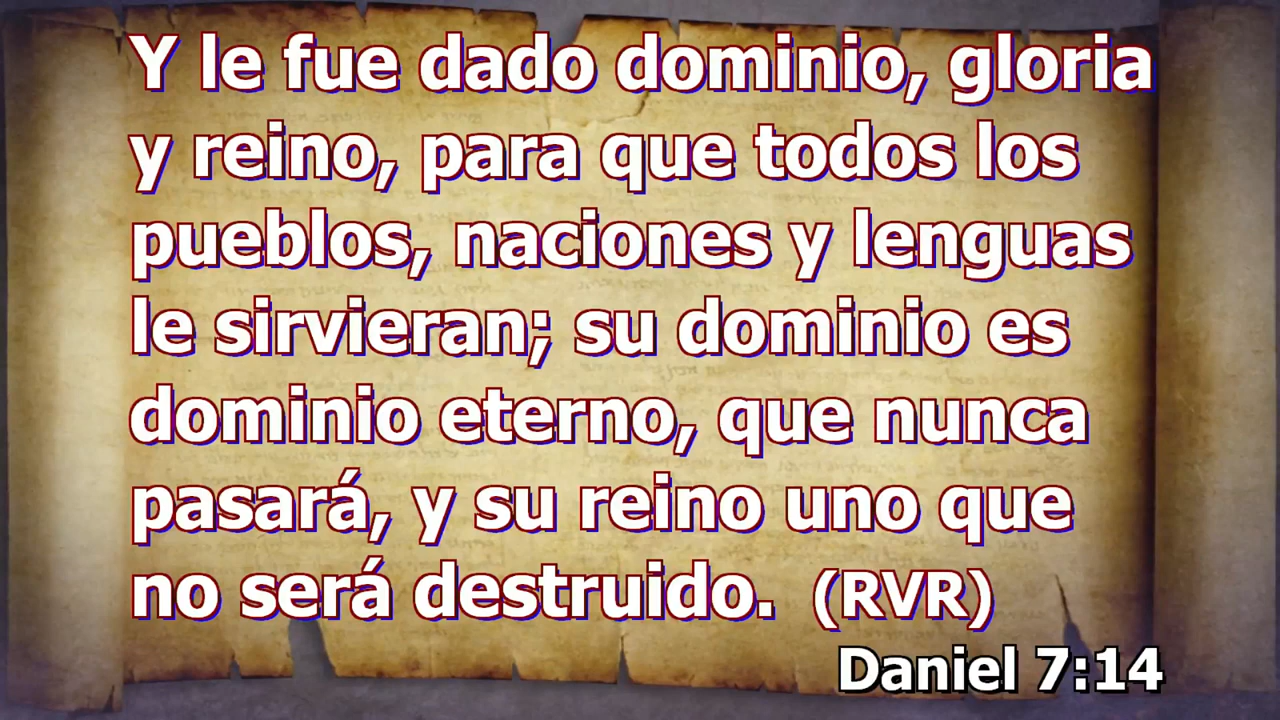 Y le fue dado dominio, gloria
y reino, para que todos los
pueblos, naciones y lenguas
le sirvieran; su dominio es
dominio eterno, que nunca
pasará, y su reino uno que
no será destruido. (RVR)
Daniel 7:14